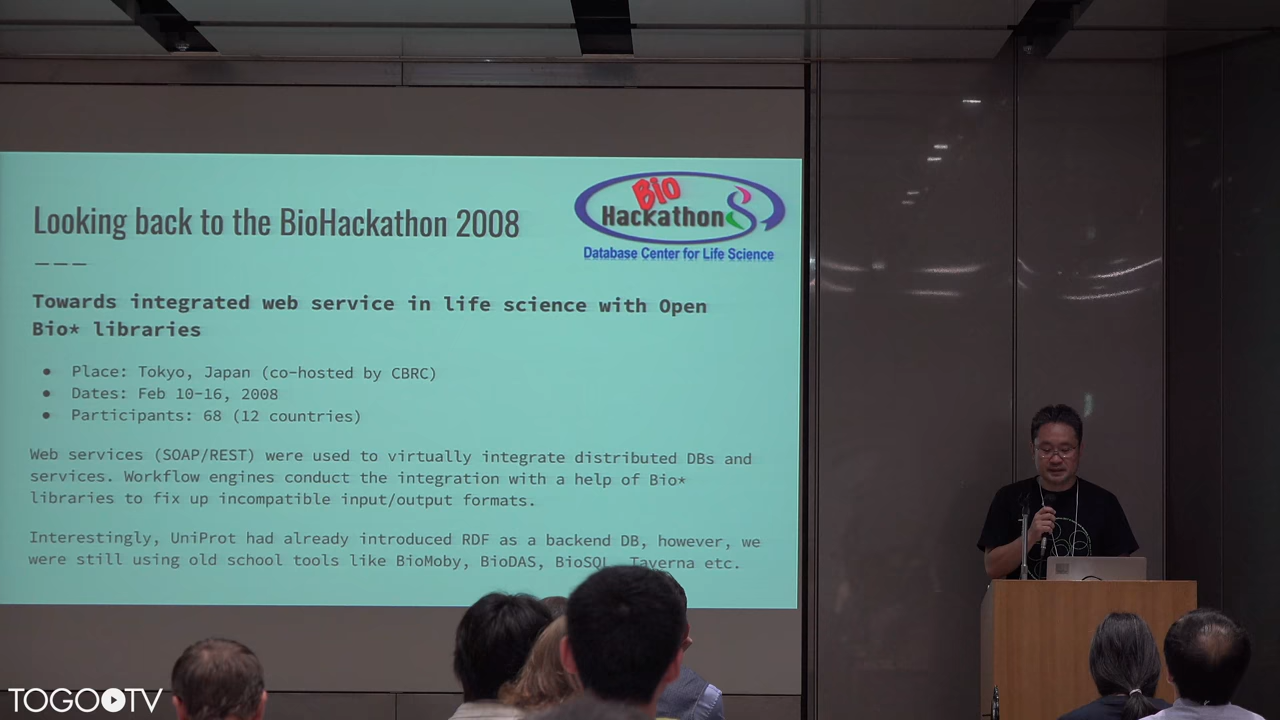 Looking back to the BioHackathon 2008
Bio
Hackathon
Database Center for Life Science
Towards integrated web service in life science with Open
Bio* libraries
● Place: Tokyo, Japan (co-hosted by CBRC)
● Dates: Feb 10-16, 2008
● Participants: 68 (12 countries)
Web services (SOAP/REST) were used to virtually integrate distributed DBs and
services. Workflow engines conduct the integration with a help of Bio*
libraries to fix up incompatible input/output formats.
Interestingly, UniProt had already introduced RDF as a backend DB, however, we
were still using old school tools like BioMoby, BioDAS, BioSQL, Taverna etc.
TOGOTV